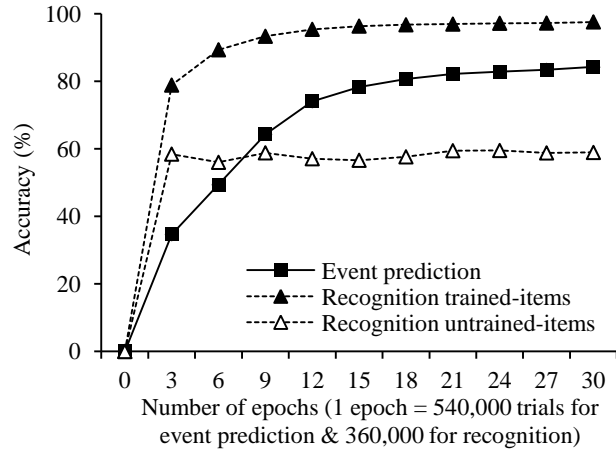 100
80
60
40
20
0
Accuracy (%)
Event prediction
Recognition trained-items
Recognition untrained-items
0 3 6 9 12 15 18 21 24 27 30
Number of epochs (1 epoch = 540,000 trials for
event prediction & 360,000 for recognition)